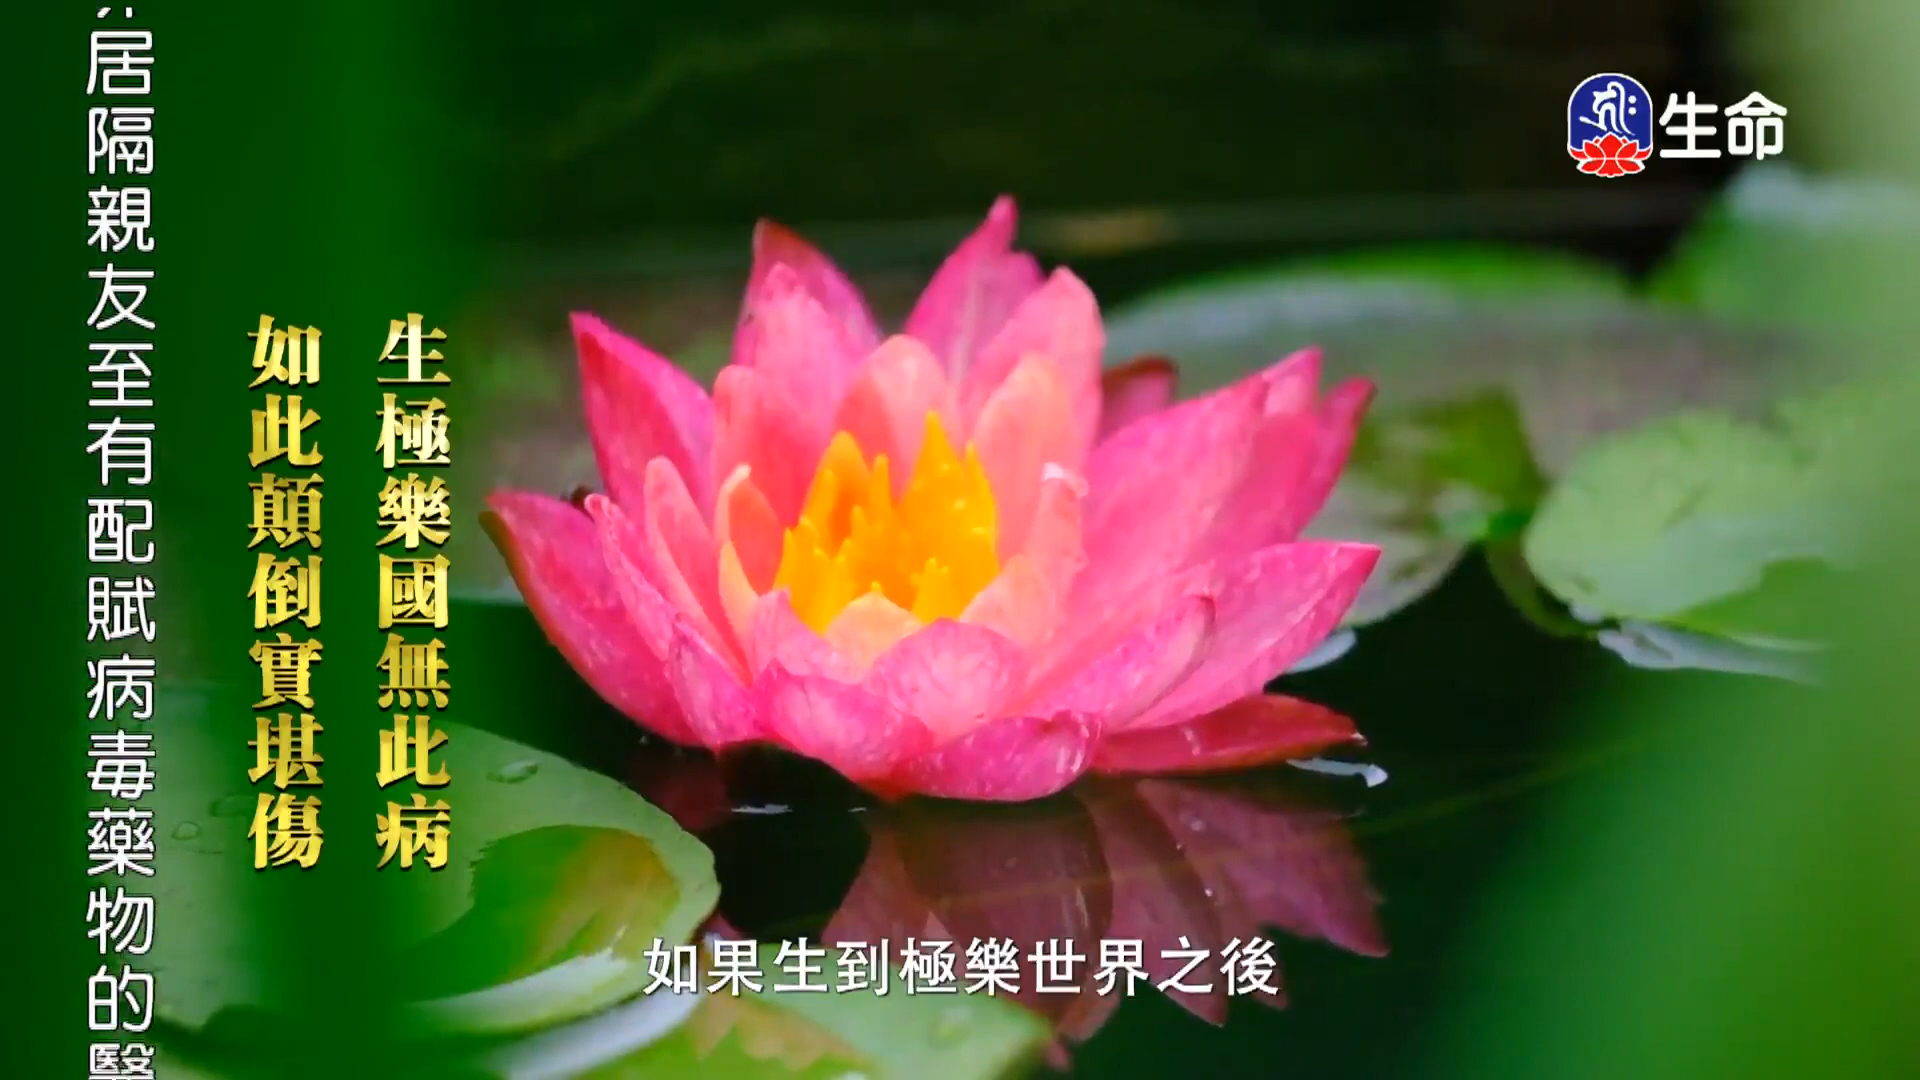 生命
生極樂國無此病
如此顛倒實堪傷
居隔親友至有配賦病毒藥物的醫
如果生到極樂世界之後